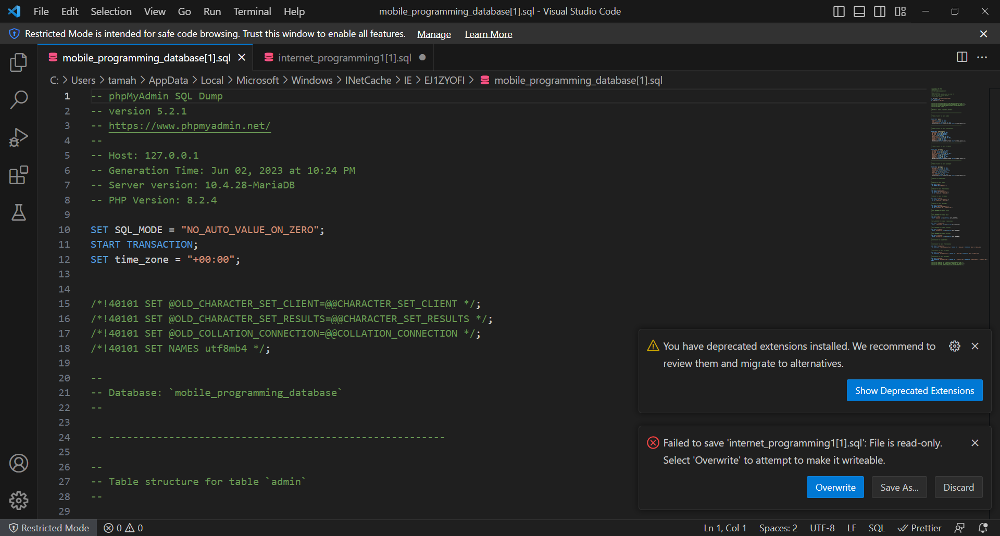 File Edit Selection View Go Run Terminal Help mobile_programming_database[1].sql - Visual Studio Code
Restricted Mode is intended for safe code browsing. Trust this window to enable all features. Manage Learn More
mobile_programming_database[1].sql internet_programming1[1].sql
C: > Users > tamah > AppData > Local > Microsoft > Windows > INetCache > IE > EJ1ZYOFI > mobile_programming_database[1].sql
1 -- phpMyAdmin SQL Dump
2 -- version 5.2.1
3 -- https://www.phpmyadmin.net/
4 --
5 -- Host: 127.0.0.1
6 -- Generation Time: Jun 02, 2023 at 10:24 PM
7 -- Server version: 10.4.28-MariaDB
8 -- PHP Version: 8.2.4
9
10 SET SQL_MODE = "NO_AUTO_VALUE_ON_ZERO";
11 START TRANSACTION;
12 SET time_zone = "+00:00";
13
14
15 /*!40101 SET @OLD_CHARACTER_SET_CLIENT=@@CHARACTER_SET_CLIENT */;
16 /*!40101 SET @OLD_CHARACTER_SET_RESULTS=@@CHARACTER_SET_RESULTS */;
17 /*!40101 SET @OLD_COLLATION_CONNECTION=@@COLLATION_CONNECTION */;
18 /*!40101 SET NAMES utf8mb4 */;
19
20 --
21 -- Database: `mobile_programming_database`
22 --
23
24 -- --------------------------------------------------------
25
26 --
27 -- Table structure for table `admin`
28 --
29
You have deprecated extensions installed. We recommend to
review them and migrate to alternatives.
Show Deprecated Extensions
Failed to save 'internet_programming1[1].sql': File is read-only.
Select 'Overwrite' to attempt to make it writeable.
Overwrite Save As... Discard
Restricted Mode 0 0 Ln 1, Col 1 Spaces: 2 UTF-8 LF SQL Prettier